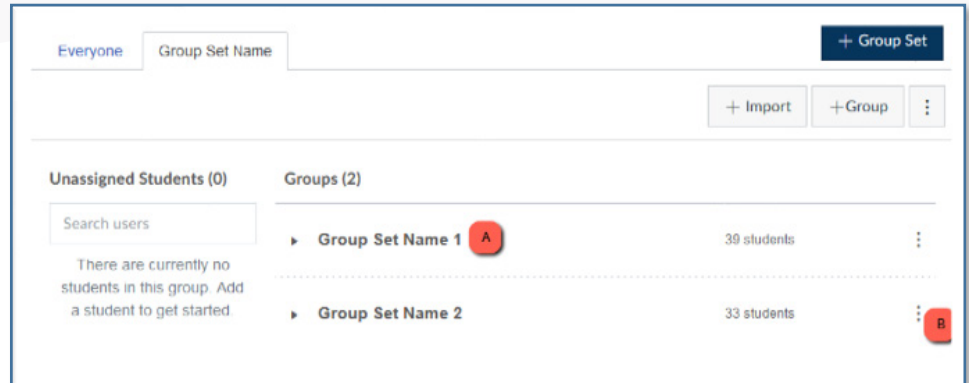 Everyone
Group Set Name
+ Group Set
+ Import
+Group
Unassigned Students (0)
Groups (2)
Search users
There are currently no
students in this group. Add
a student to get started.
Group Set Name 1
A
39 students
Group Set Name 2
33 students
B